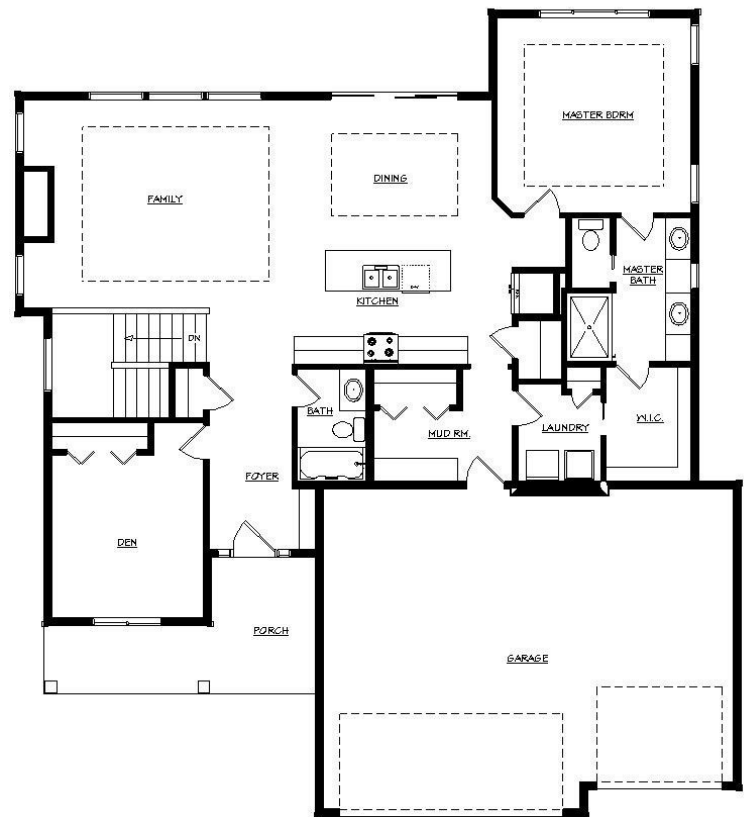 MASTER BDRM
DINING
FAMILY
MASTER
BATH
KITCHEN
DN
BATH
MUD RM.
LAUNDRY
W.I.C.
FOYER
DEN
PORCH
GARAGE